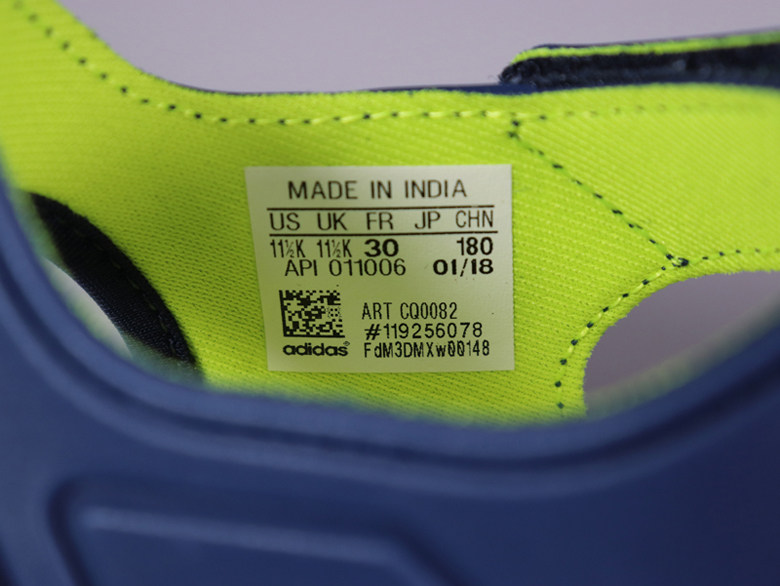 MADE IN INDIA
US UK FR JP CHN
11½K 11½K 30 180
API 011006 01/18
ART CQ0082
#119256078
adidas FdM3DMXw00148